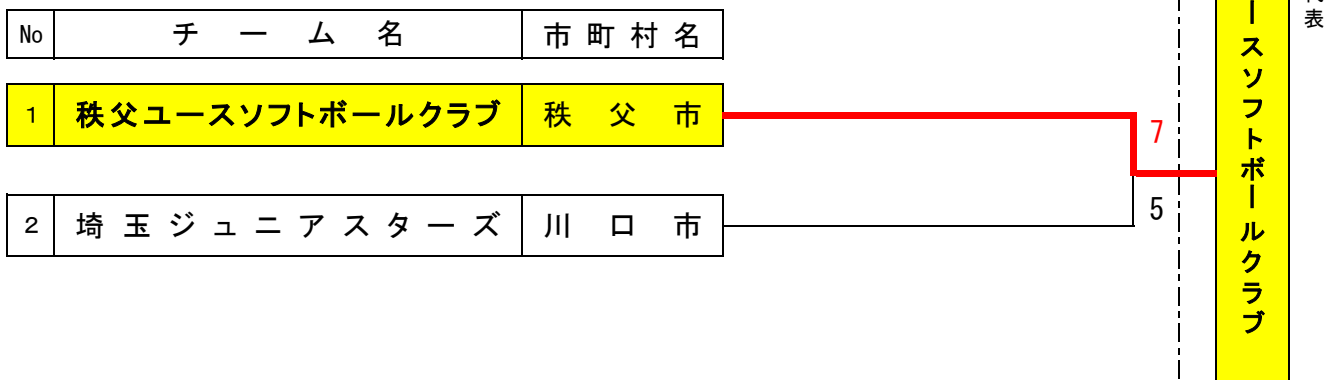 No チーム名 市町村名
1 秩父ユースソフトボールクラブ 秩父市
7
2 埼玉ジュニアスターズ 川口市
5
ースソフトボールクラブ
表